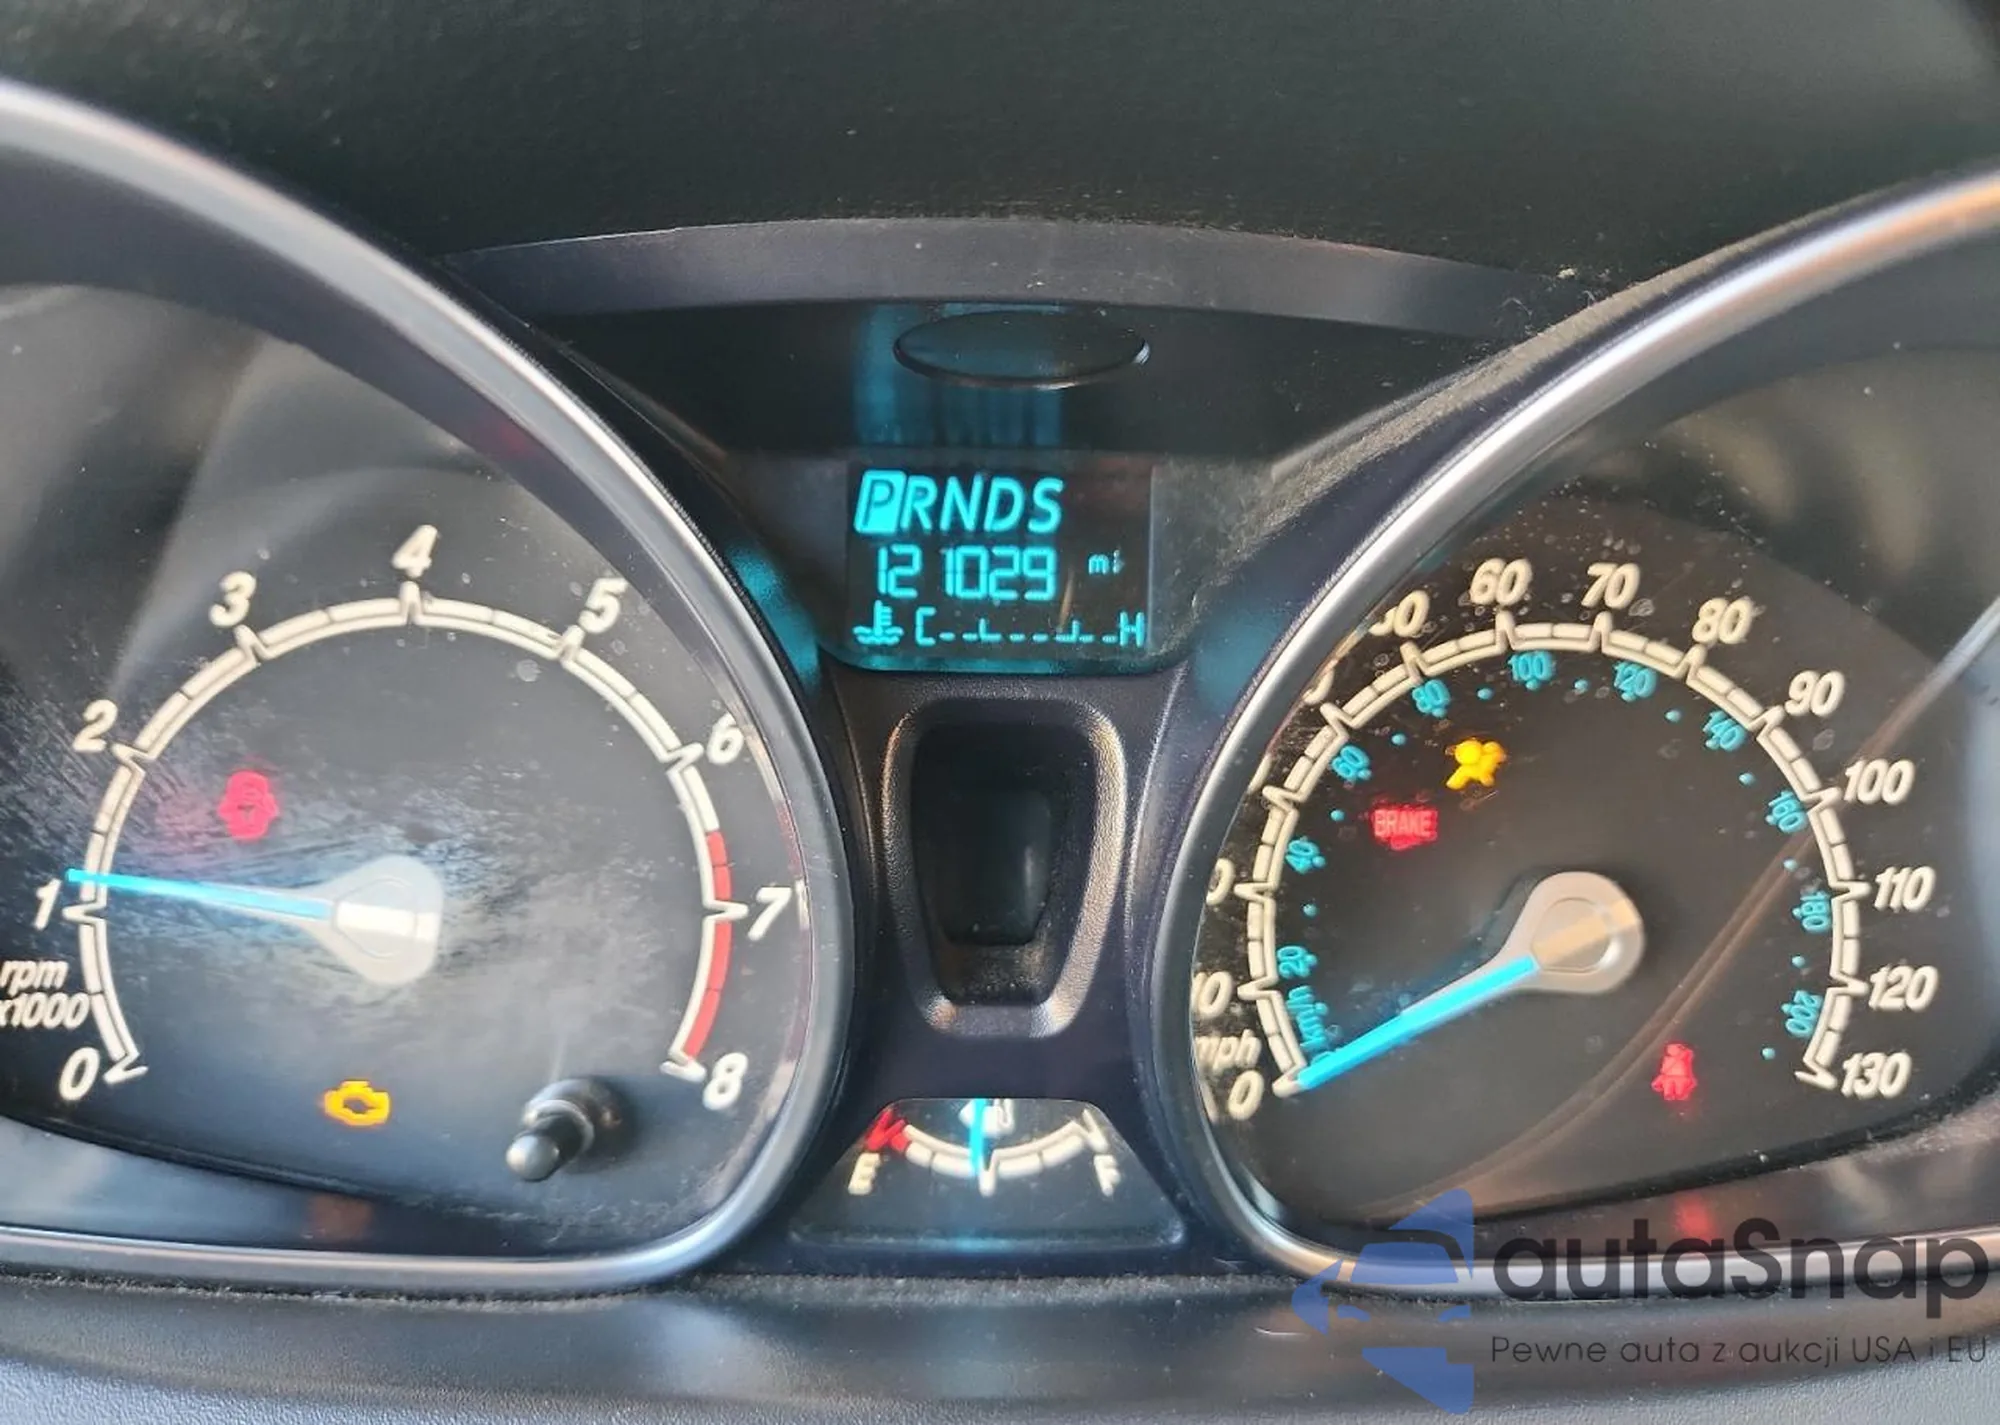 PRNDS
121029 mi
C H
0 1 2 3 4 5 6 7 8
rpm
x1000
E F
0 10 60 70 80 90 100 110 120 130
mph
20 40 60 80 100 120 140 160 180 200
km/h
BRAKE
autaSnap
Pewne auta z aukcji USA i EU